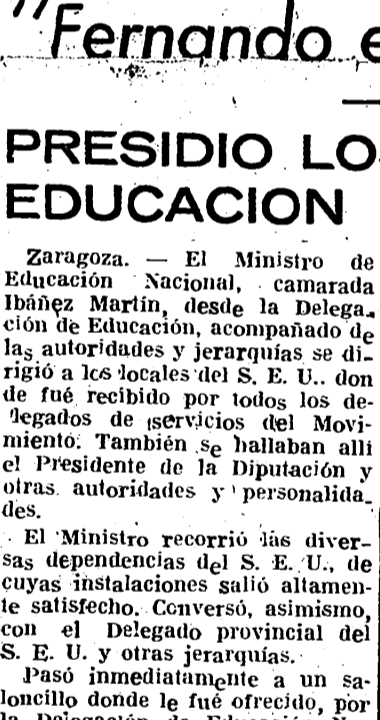 "Fernando e
PRESIDIO LO
EDUCACION
Zaragoza. — El Ministro de
Educación Nacional, camarada
Ibáñez Martín, desde la Delega-
ción de Educación, acompañado de
las autoridades y jerarquías se di-
rigió a los locales del S. E. U.. don
de fué recibido por todos los de-
legados de servicios del Movi-
miento. También se hallaban allí
el Presidente de la Diputación y
otras autoridades y personalida-
des.
El Ministro recorrió las diver-
sas dependencias del S. E. U., de
cuyas instalaciones salió altamen-
te satisfecho. Conversó, asimismo,
con el Delegado provincial del
S. E. U. y otras jerarquías.
Pasó inmediatamente a un sa-
loncillo donde le fué ofrecido, por
la Delegación de Educación